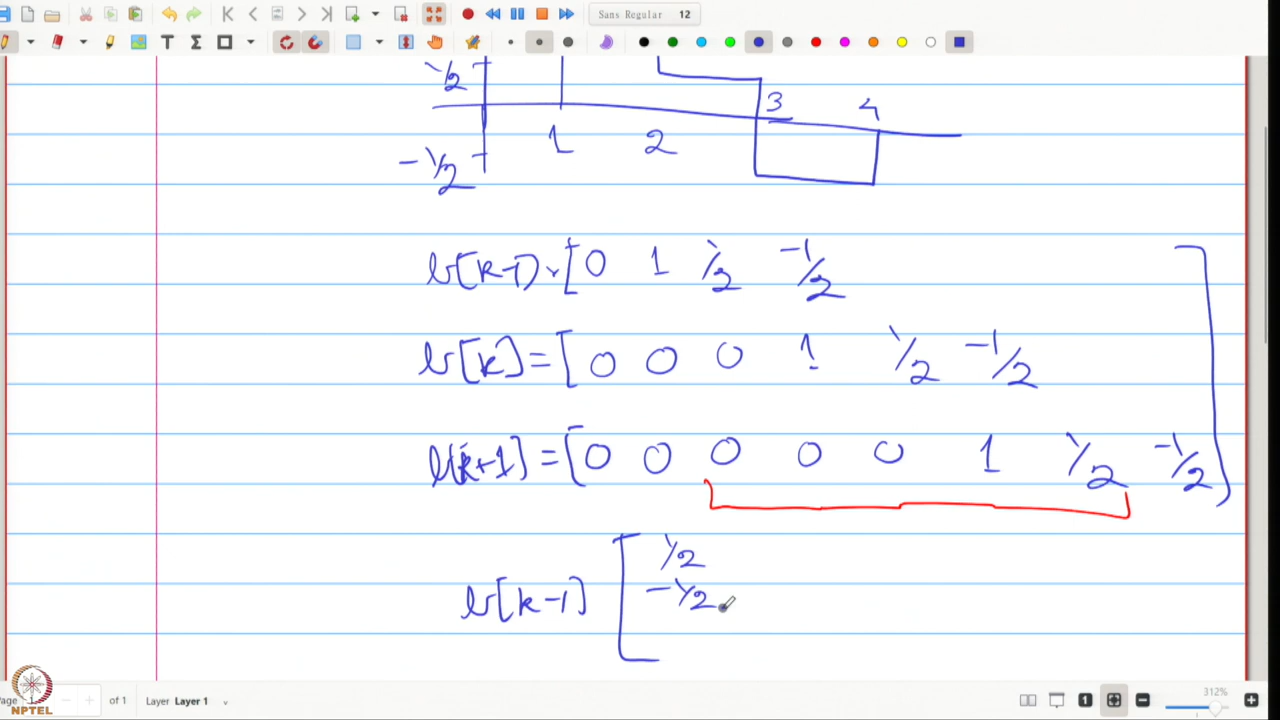 Sans Regular 12
1/2
3 4
1 2
-1/2
b[k-1] = [0 1 1/2 -1/2
b[k] = [0 0 0 1 1/2 -1/2
b[k+1] = [0 0 0 0 0 1 1/2 -1/2
1/2
b[k-1] [ -1/2
NPTEL
Page 1 of 1 Layer Layer 1 312%